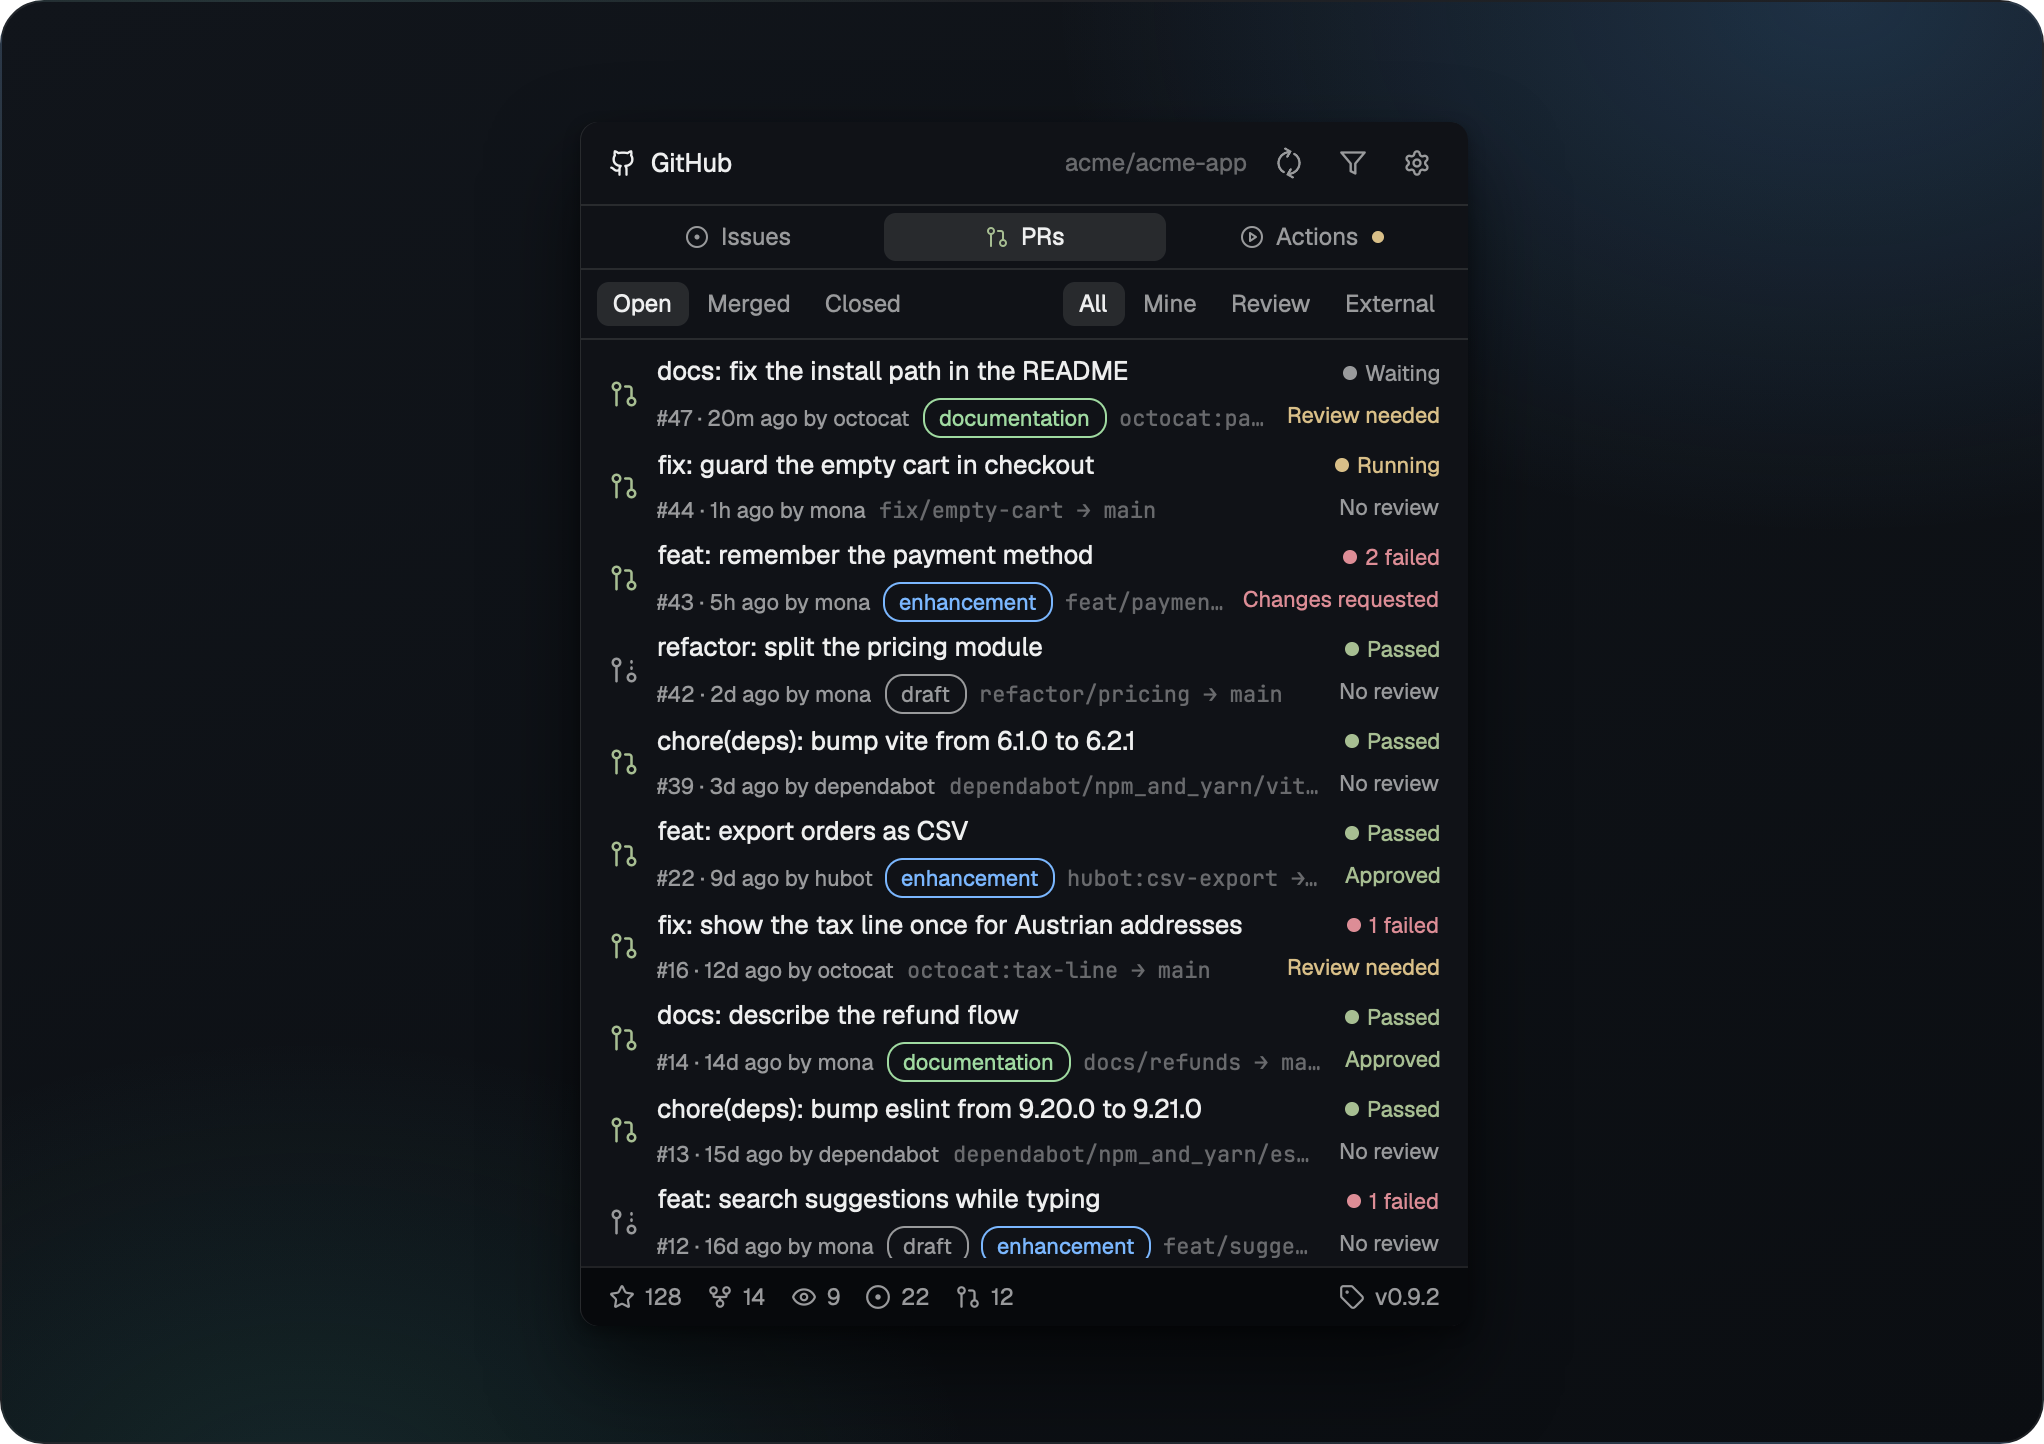 GitHub acme/acme-app
Issues PRs Actions
Open Merged Closed All Mine Review External
docs: fix the install path in the README Waiting
#47 · 20m ago by octocat documentation octocat:pa… Review needed
fix: guard the empty cart in checkout Running
#44 · 1h ago by mona fix/empty-cart → main No review
feat: remember the payment method 2 failed
#43 · 5h ago by mona enhancement feat/paymen… Changes requested
refactor: split the pricing module Passed
#42 · 2d ago by mona draft refactor/pricing → main No review
chore(deps): bump vite from 6.1.0 to 6.2.1 Passed
#39 · 3d ago by dependabot dependabot/npm_and_yarn/vit… No review
feat: export orders as CSV Passed
#22 · 9d ago by hubot enhancement hubot:csv-export →… Approved
fix: show the tax line once for Austrian addresses 1 failed
#16 · 12d ago by octocat octocat:tax-line → main Review needed
docs: describe the refund flow Passed
#14 · 14d ago by mona documentation docs/refunds → ma… Approved
chore(deps): bump eslint from 9.20.0 to 9.21.0 Passed
#13 · 15d ago by dependabot dependabot/npm_and_yarn/es… No review
feat: search suggestions while typing 1 failed
#12 · 16d ago by mona draft enhancement feat/sugge… No review
128 14 9 22 12 v0.9.2